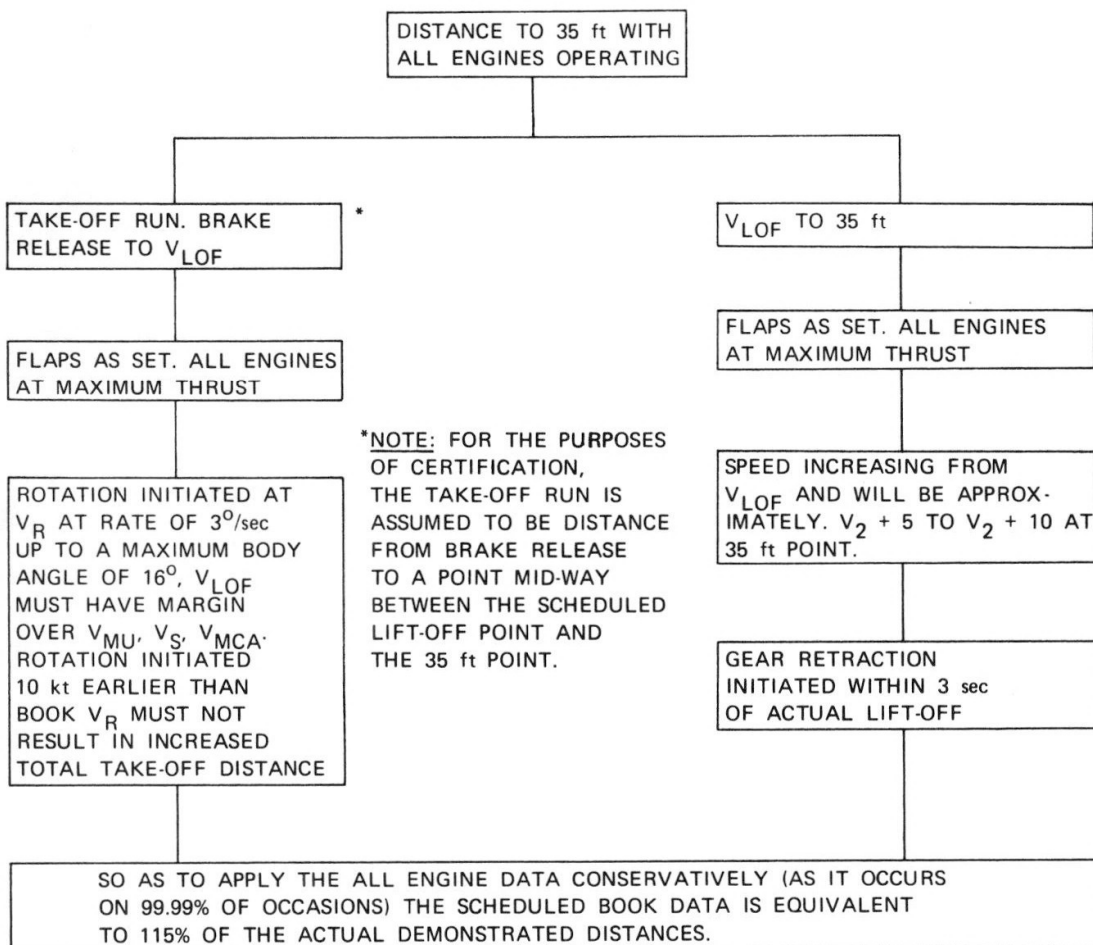 DISTANCE TO 35 ft WITH
ALL ENGINES OPERATING
TAKE-OFF RUN. BRAKE
RELEASE TO VLOF
*
FLAPS AS SET. ALL ENGINES
AT MAXIMUM THRUST
ROTATION INITIATED AT
VR AT RATE OF 3°/sec
UP TO A MAXIMUM BODY
ANGLE OF 16°, VLOF
MUST HAVE MARGIN
OVER VMU, VS, VMCA.
ROTATION INITIATED
10 kt EARLIER THAN
BOOK VR MUST NOT
RESULT IN INCREASED
TOTAL TAKE-OFF DISTANCE
*NOTE: FOR THE PURPOSES
OF CERTIFICATION,
THE TAKE-OFF RUN IS
ASSUMED TO BE DISTANCE
FROM BRAKE RELEASE
TO A POINT MID-WAY
BETWEEN THE SCHEDULED
LIFT-OFF POINT AND
THE 35 ft POINT.
VLOF TO 35 ft
FLAPS AS SET. ALL ENGINES
AT MAXIMUM THRUST
SPEED INCREASING FROM
VLOF AND WILL BE APPROX-
IMATELY. V2 + 5 TO V2 + 10 AT
35 ft POINT.
GEAR RETRACTION
INITIATED WITHIN 3 sec
OF ACTUAL LIFT-OFF
SO AS TO APPLY THE ALL ENGINE DATA CONSERVATIVELY (AS IT OCCURS
ON 99.99% OF OCCASIONS) THE SCHEDULED BOOK DATA IS EQUIVALENT
TO 115% OF THE ACTUAL DEMONSTRATED DISTANCES.